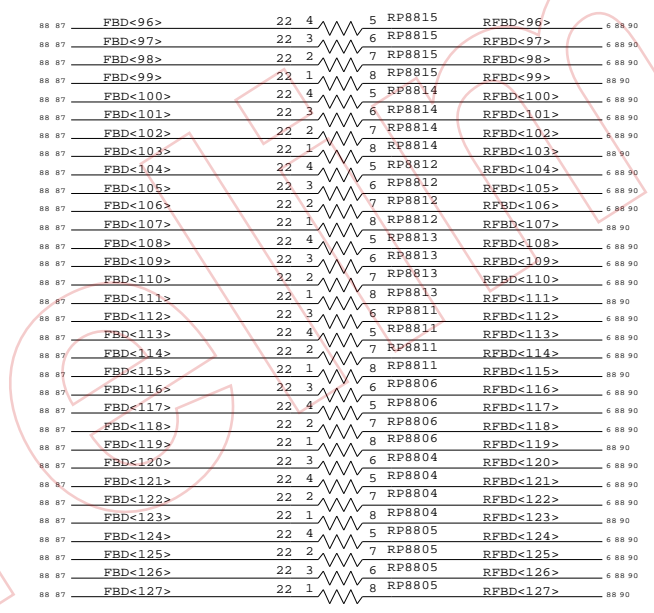 88 87 FBD<96> 22 4 5 RP8815 RFBD<96> 6 88 90
88 87 FBD<97> 22 3 6 RP8815 RFBD<97> 6 88 90
88 87 FBD<98> 22 2 7 RP8815 RFBD<98> 6 88 90
88 87 FBD<99> 22 1 8 RP8815 RFBD<99> 88 90
88 87 FBD<100> 22 4 5 RP8814 RFBD<100> 6 88 90
88 87 FBD<101> 22 3 6 RP8814 RFBD<101> 6 88 90
88 87 FBD<102> 22 2 7 RP8814 RFBD<102> 6 88 90
88 87 FBD<103> 22 1 8 RP8814 RFBD<103> 88 90
88 87 FBD<104> 22 4 5 RP8812 RFBD<104> 6 88 90
88 87 FBD<105> 22 3 6 RP8812 RFBD<105> 6 88 90
88 87 FBD<106> 22 2 7 RP8812 RFBD<106> 6 88 90
88 87 FBD<107> 22 1 8 RP8812 RFBD<107> 88 90
88 87 FBD<108> 22 4 5 RP8813 RFBD<108> 6 88 90
88 87 FBD<109> 22 3 6 RP8813 RFBD<109> 6 88 90
88 87 FBD<110> 22 2 7 RP8813 RFBD<110> 6 88 90
88 87 FBD<111> 22 1 8 RP8813 RFBD<111> 88 90
88 87 FBD<112> 22 3 6 RP8811 RFBD<112> 6 88 90
88 87 FBD<113> 22 4 5 RP8811 RFBD<113> 6 88 90
88 87 FBD<114> 22 2 7 RP8811 RFBD<114> 6 88 90
88 87 FBD<115> 22 1 8 RP8811 RFBD<115> 88 90
88 87 FBD<116> 22 3 6 RP8806 RFBD<116> 6 88 90
88 87 FBD<117> 22 4 5 RP8806 RFBD<117> 6 88 90
88 87 FBD<118> 22 2 7 RP8806 RFBD<118> 6 88 90
88 87 FBD<119> 22 1 8 RP8806 RFBD<119> 88 90
88 87 FBD<120> 22 3 6 RP8804 RFBD<120> 6 88 90
88 87 FBD<121> 22 4 5 RP8804 RFBD<121> 6 88 90
88 87 FBD<122> 22 2 7 RP8804 RFBD<122> 6 88 90
88 87 FBD<123> 22 1 8 RP8804 RFBD<123> 88 90
88 87 FBD<124> 22 4 5 RP8805 RFBD<124> 6 88 90
88 87 FBD<125> 22 2 7 RP8805 RFBD<125> 6 88 90
88 87 FBD<126> 22 3 6 RP8805 RFBD<126> 6 88 90
88 87 FBD<127> 22 1 8 RP8805 RFBD<127> 88 90